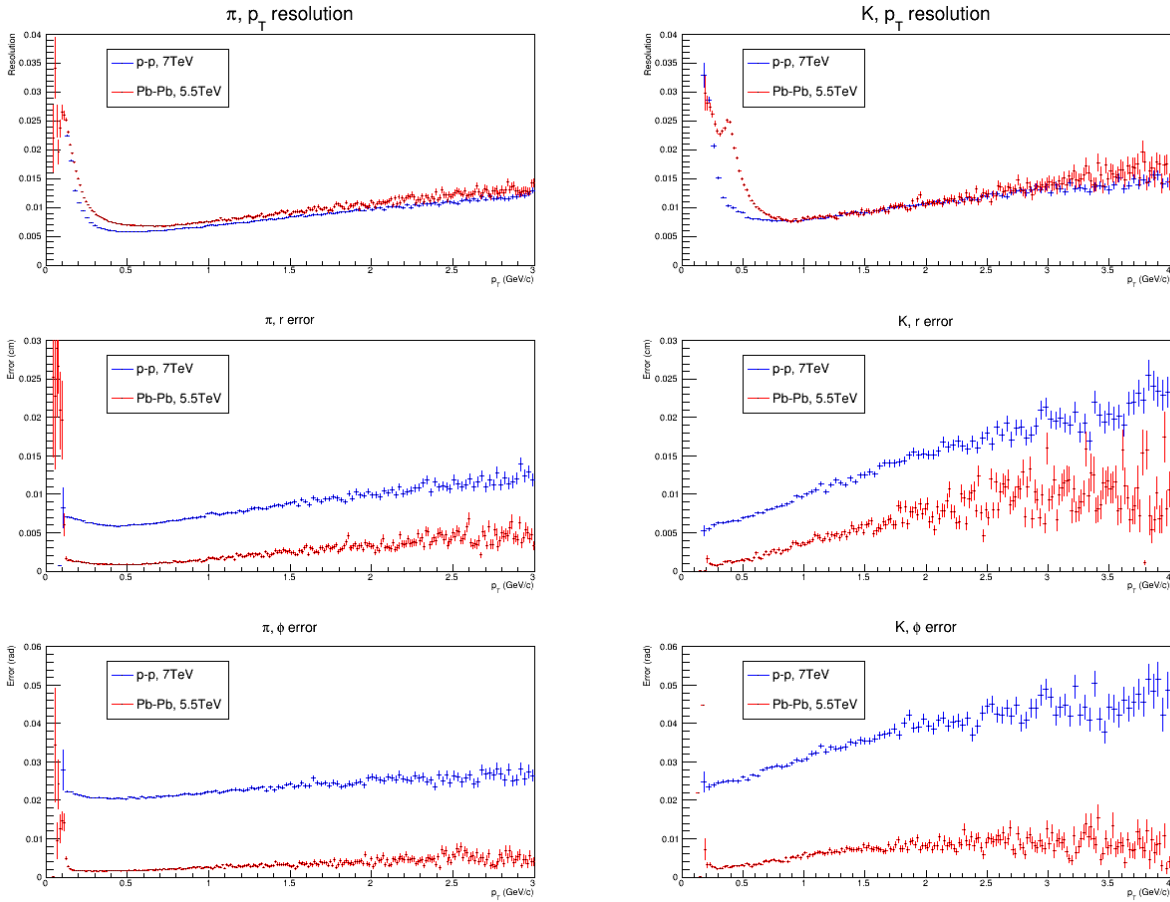 π, p_T resolution
Resolution
0.04
0.035
0.03
0.025
0.02
0.015
0.01
0.005
0
p-p, 7TeV
Pb-Pb, 5.5TeV
0 0.5 1 1.5 2 2.5 3
p_T (GeV/c)
K, p_T resolution
Resolution
0.04
0.035
0.03
0.025
0.02
0.015
0.01
0.005
0
p-p, 7TeV
Pb-Pb, 5.5TeV
0 0.5 1 1.5 2 2.5 3 3.5 4
p_T (GeV/c)
π, r error
Error (cm)
0.03
0.025
0.02
0.015
0.01
0.005
0
p-p, 7TeV
Pb-Pb, 5.5TeV
0 0.5 1 1.5 2 2.5 3
p_T (GeV/c)
K, r error
Error (cm)
0.03
0.025
0.02
0.015
0.01
0.005
0
p-p, 7TeV
Pb-Pb, 5.5TeV
0 0.5 1 1.5 2 2.5 3 3.5 4
p_T (GeV/c)
π, ϕ error
Error (rad)
0.06
0.05
0.04
0.03
0.02
0.01
0
p-p, 7TeV
Pb-Pb, 5.5TeV
0 0.5 1 1.5 2 2.5 3
p_T (GeV/c)
K, ϕ error
Error (rad)
0.06
0.05
0.04
0.03
0.02
0.01
0
p-p, 7TeV
Pb-Pb, 5.5TeV
0 0.5 1 1.5 2 2.5 3 3.5 4
p_T (GeV/c)